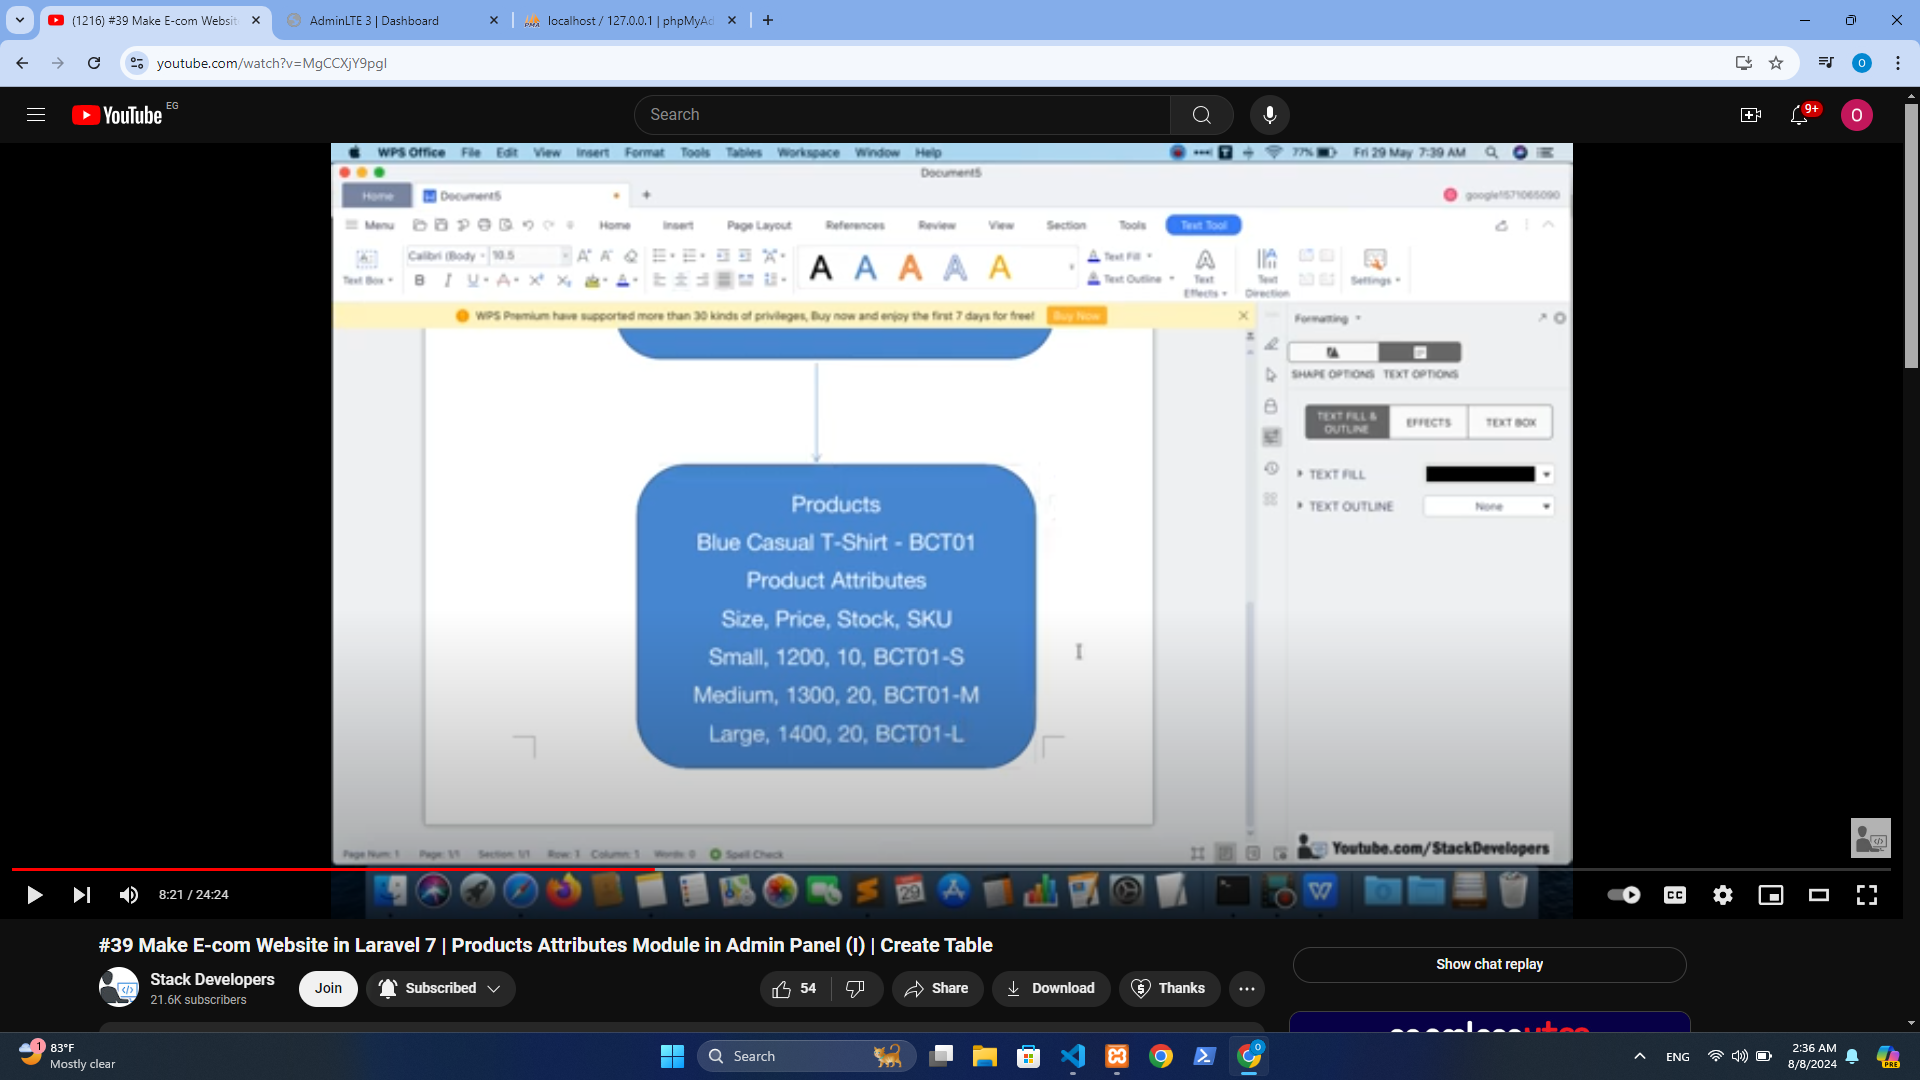 (1216) #39 Make E-com Website
AdminLTE 3 | Dashboard
localhost / 127.0.0.1 | phpMyAd
youtube.com/watch?v=MgCCXjY9pgI
YouTube EG
Search
9+
O
WPS Office File Edit View Insert Format Tools Tables Workspace Window Help
77% Fri 29 May 7:39 AM
Document5
Home
Document5
google1571065090
Menu Home Insert Page Layout References Review View Section Tools Text Tool
Calibri (Body 10.5
Text Box
Text Fill
Text Outline
Text Effects
Text Direction
Settings
WPS Premium have supported more than 30 kinds of privileges, Buy now and enjoy the first 7 days for free! Buy Now
Formatting
SHAPE OPTIONS TEXT OPTIONS
TEXT FILL & OUTLINE EFFECTS TEXT BOX
TEXT FILL
TEXT OUTLINE None
Products
Blue Casual T-Shirt - BCT01
Product Attributes
Size, Price, Stock, SKU
Small, 1200, 10, BCT01-S
Medium, 1300, 20, BCT01-M
Large, 1400, 20, BCT01-L
Page Num: 1 Page: 1/1 Section: 1/1 Row: 1 Column: 1 Words: 0 Spell Check
Youtube.com/StackDevelopers
8:21 / 24:24
#39 Make E-com Website in Laravel 7 | Products Attributes Module in Admin Panel (I) | Create Table
Stack Developers
21.6K subscribers
Join
Subscribed
54
Share
Download
Thanks
Show chat replay
83°F
Mostly clear
Search
ENG
2:36 AM
8/8/2024